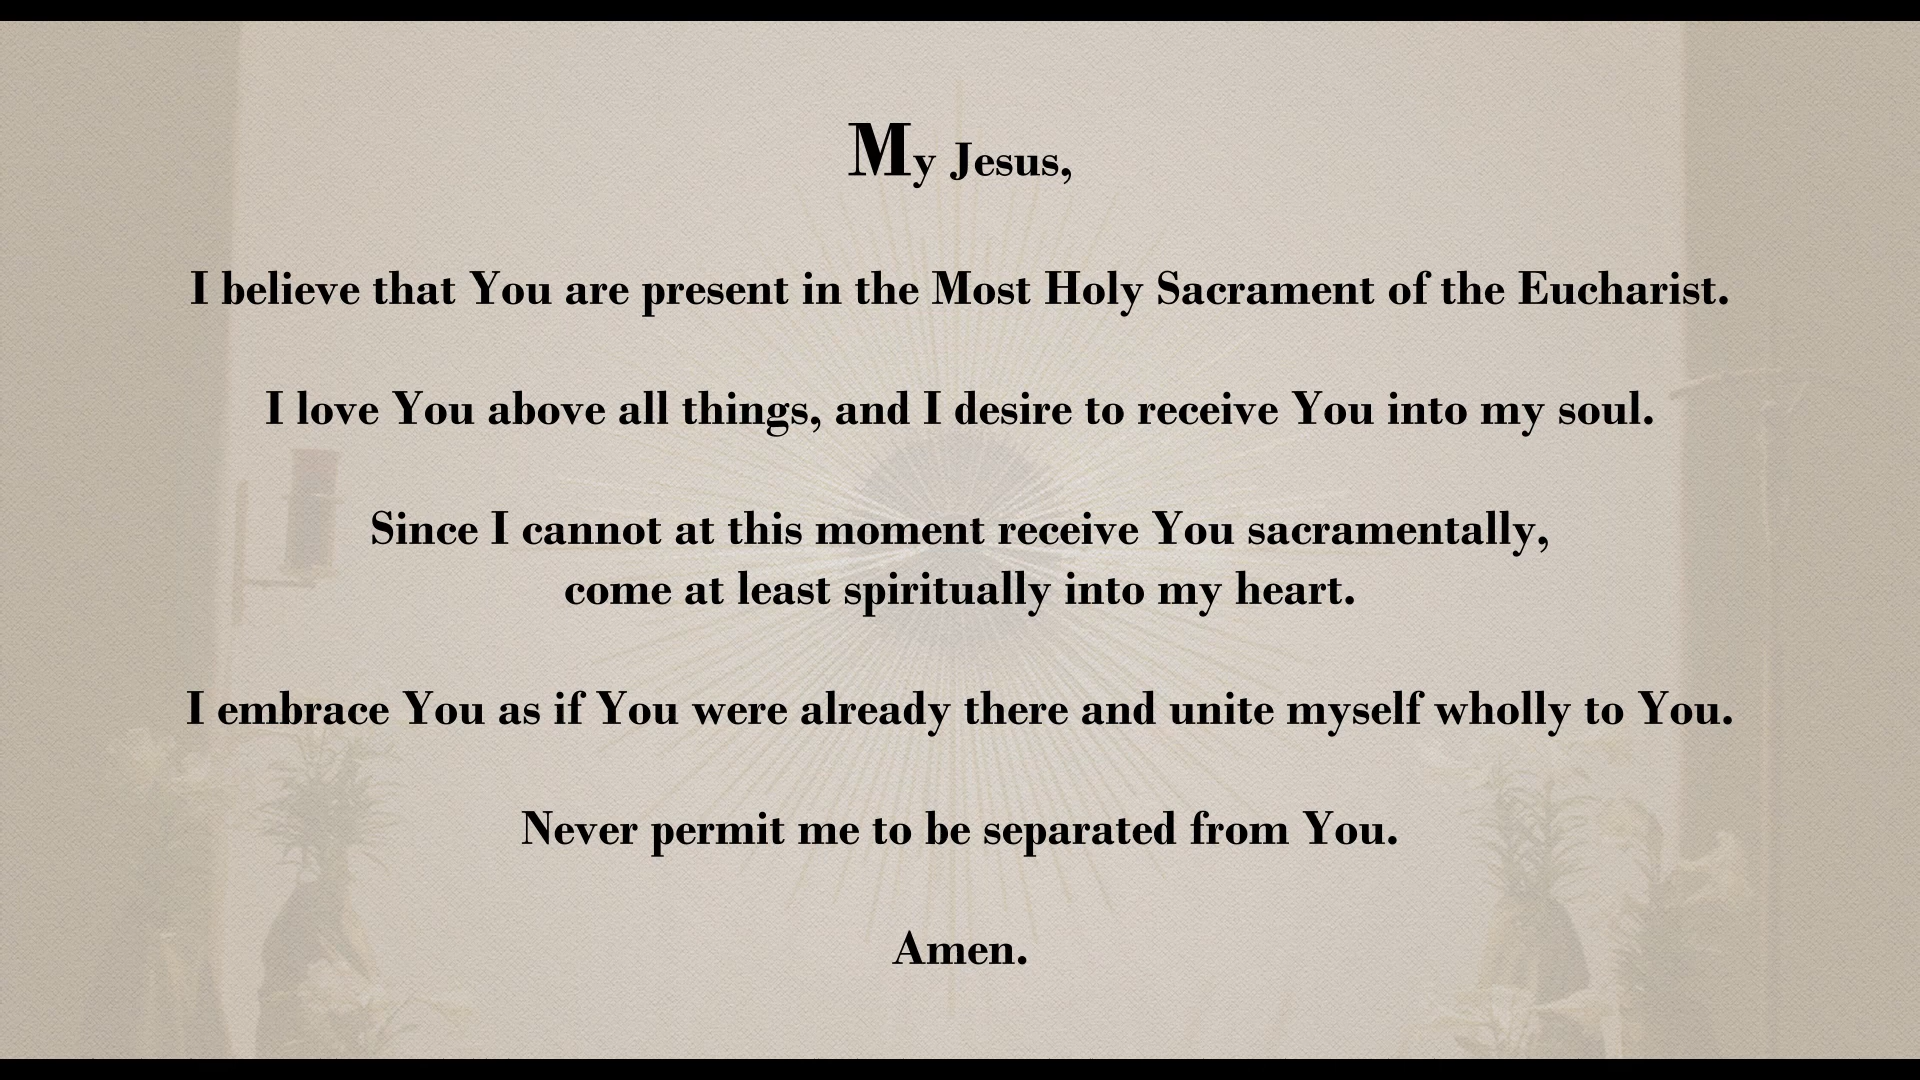 My Jesus,
I believe that You are present in the Most Holy Sacrament of the Eucharist.
I love You above all things, and I desire to receive You into my soul.
Since I cannot at this moment receive You sacramentally,
come at least spiritually into my heart.
I embrace You as if You were already there and unite myself wholly to You.
Never permit me to be separated from You.
Amen.